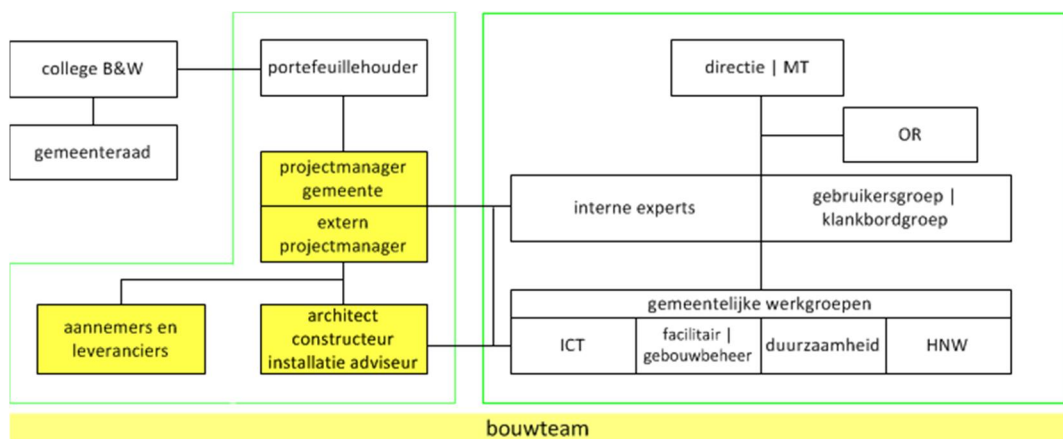 college B&W
portefeuillehouder
directie | MT
gemeenteraad
OR
projectmanager
gemeente
extern
projectmanager
interne experts
gebruikersgroep |
klankbordgroep
aannemers en
leveranciers
architect
constructeur
installatie adviseur
gemeentelijke werkgroepen
ICT
facilitair |
gebouwbeheer
duurzaamheid
HNW
bouwteam